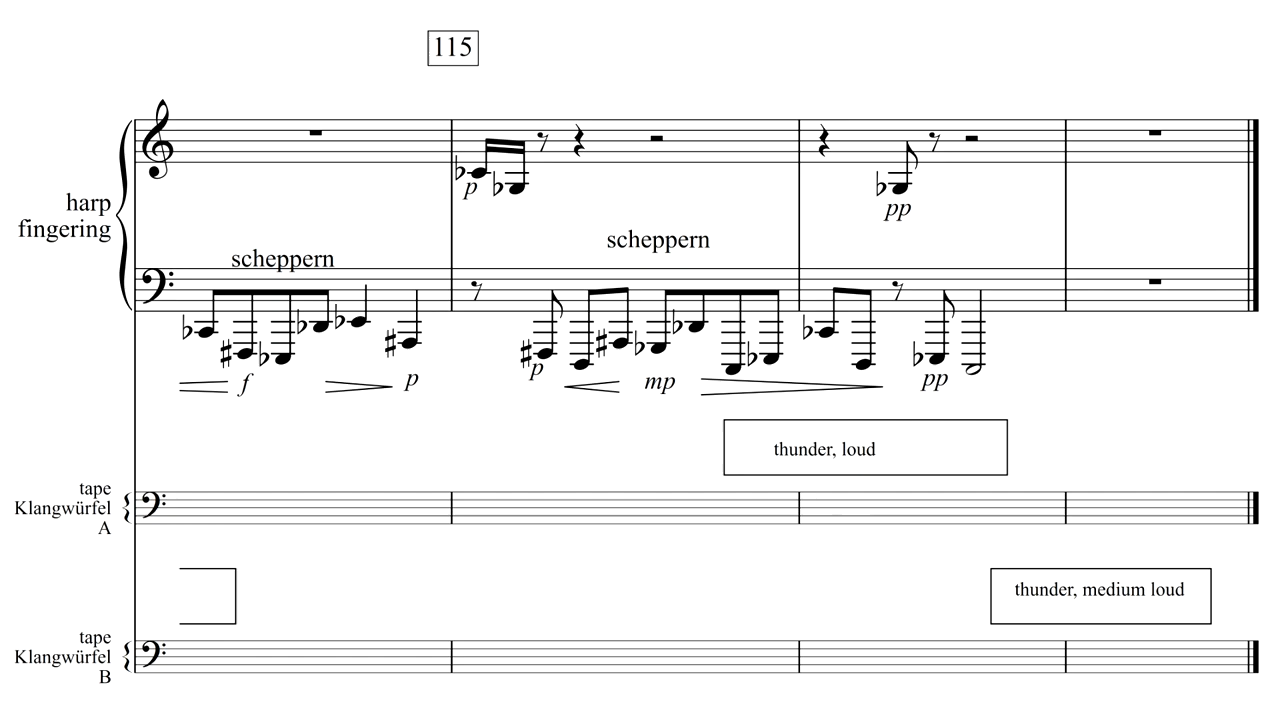 115
harp
fingering
scheppern
scheppern
p
pp
f
p
p
mp
pp
thunder, loud
tape
Klangwürfel
A
thunder, medium loud
tape
Klangwürfel
B